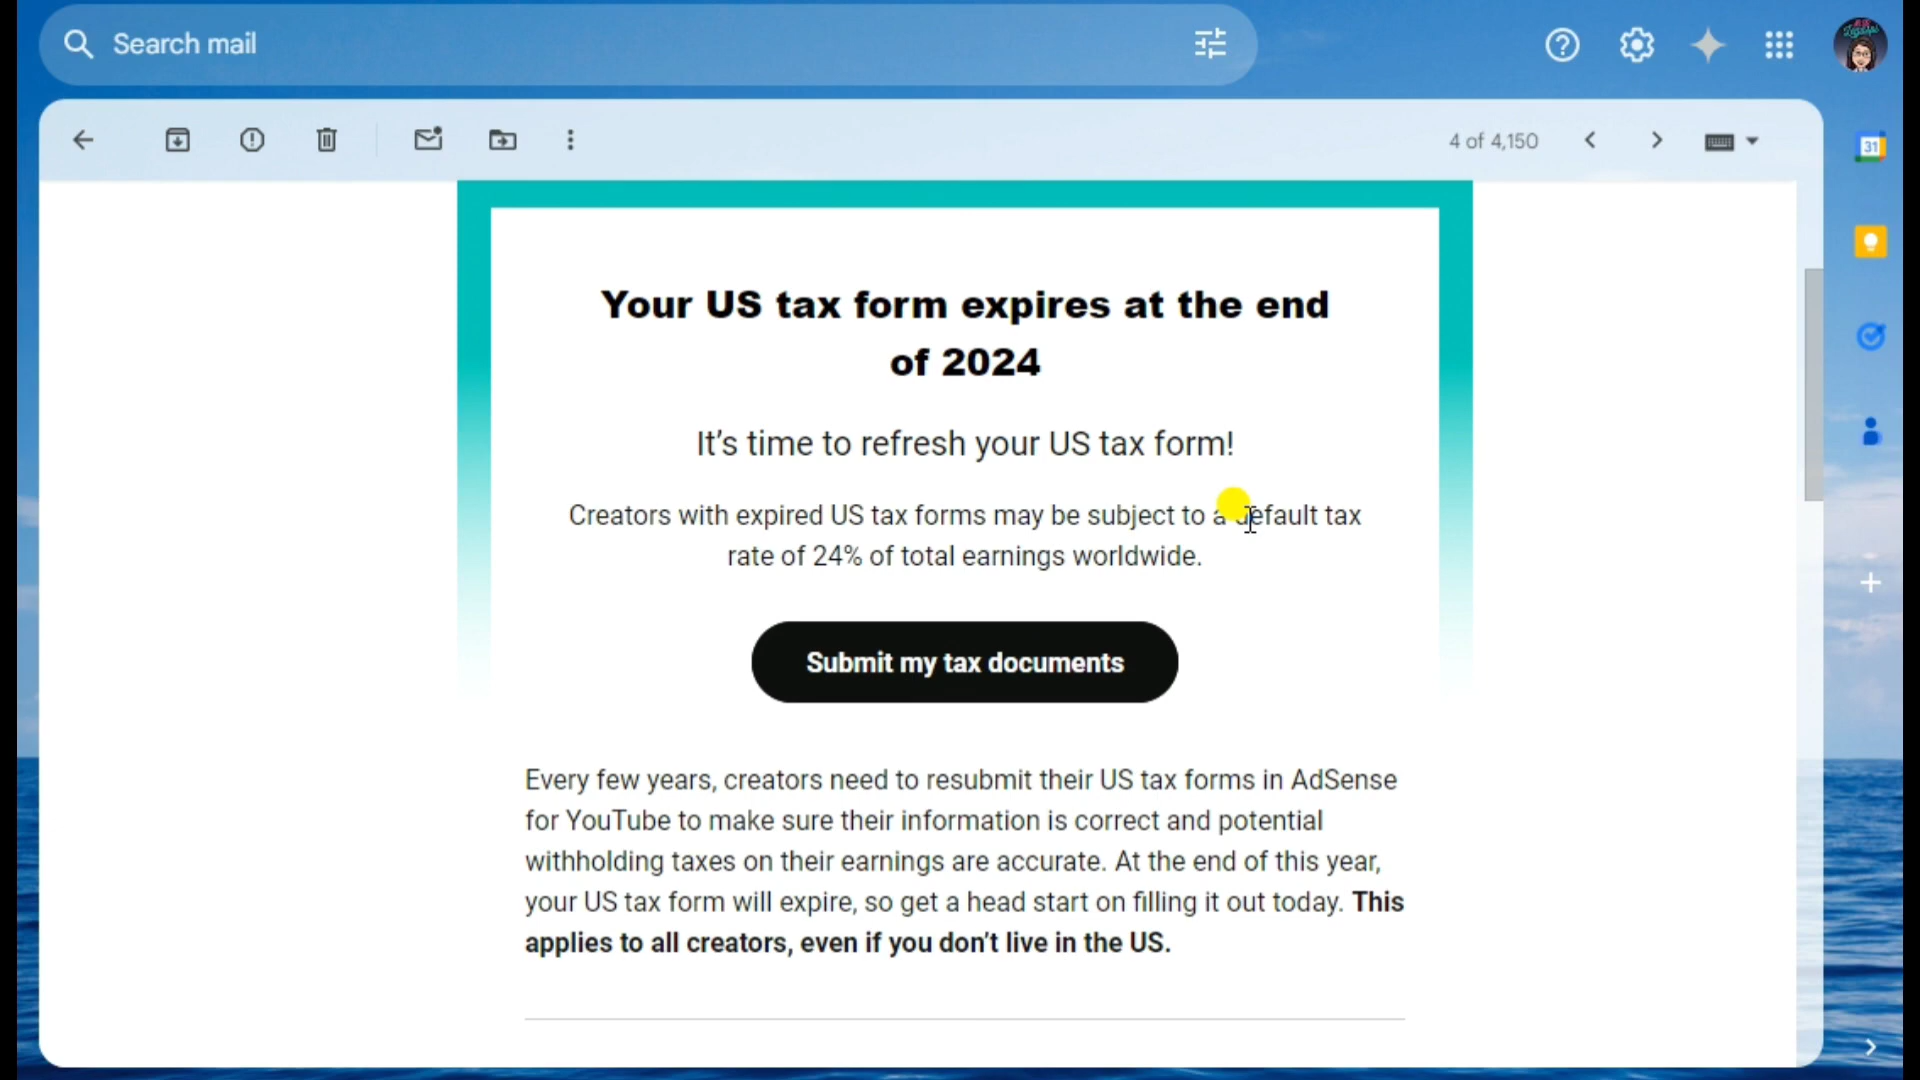 Search mail
4 of 4,150
31
Your US tax form expires at the end
of 2024
It’s time to refresh your US tax form!
Creators with expired US tax forms may be subject to a default tax
rate of 24% of total earnings worldwide.
Submit my tax documents
Every few years, creators need to resubmit their US tax forms in AdSense
for YouTube to make sure their information is correct and potential
withholding taxes on their earnings are accurate. At the end of this year,
your US tax form will expire, so get a head start on filling it out today. This
applies to all creators, even if you don’t live in the US.